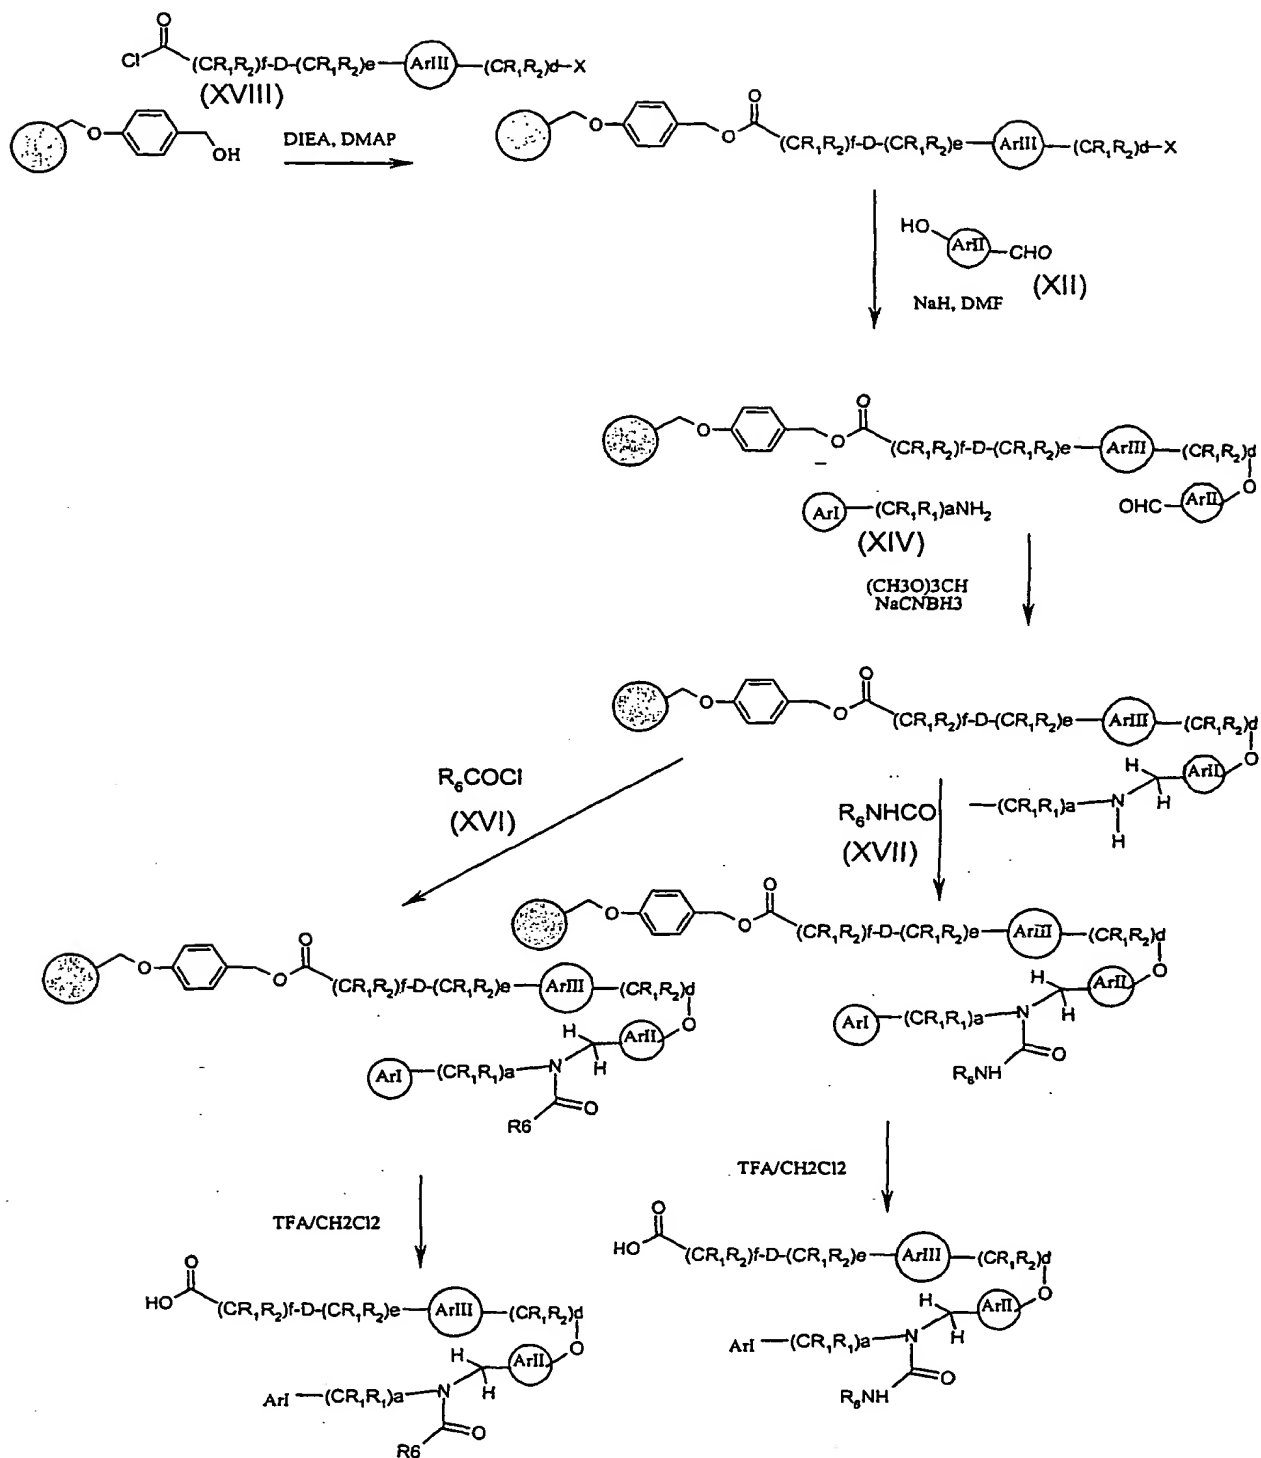 O
Cl
(CR₁R₂)f-D-(CR₁R₂)e ArIII (CR₁R₂)d-X
(XVIII)
O OH
DIEA, DMAP
O
O O (CR₁R₂)f-D-(CR₁R₂)e ArIII (CR₁R₂)d-X
HO ArII CHO
(XII)
NaH, DMF
O
O O (CR₁R₂)f-D-(CR₁R₂)e ArIII (CR₁R₂)d
O
ArI (CR₁R₁)aNH₂ OHC ArII
(XIV)
(CH3O)3CH
NaCNBH3
O
O O (CR₁R₂)f-D-(CR₁R₂)e ArIII (CR₁R₂)d
O
H ArII
H
(CR₁R₁)a N
H
R₆COCl
(XVI)
R₆NHCO
(XVII)
O
O O (CR₁R₂)f-D-(CR₁R₂)e ArIII (CR₁R₂)d
O
H ArII
H
ArI (CR₁R₁)a N
O
R₆NH
O
O O (CR₁R₂)f-D-(CR₁R₂)e ArIII (CR₁R₂)d
O
H ArII
H
ArI (CR₁R₁)a N
O
R6
TFA/CH2Cl2
TFA/CH2Cl2
O
HO (CR₁R₂)f-D-(CR₁R₂)e ArIII (CR₁R₂)d
O
H ArII
H
ArI (CR₁R₁)a N
O
R₆NH
O
HO (CR₁R₂)f-D-(CR₁R₂)e ArIII (CR₁R₂)d
O
H ArII
H
ArI (CR₁R₁)a N
O
R6